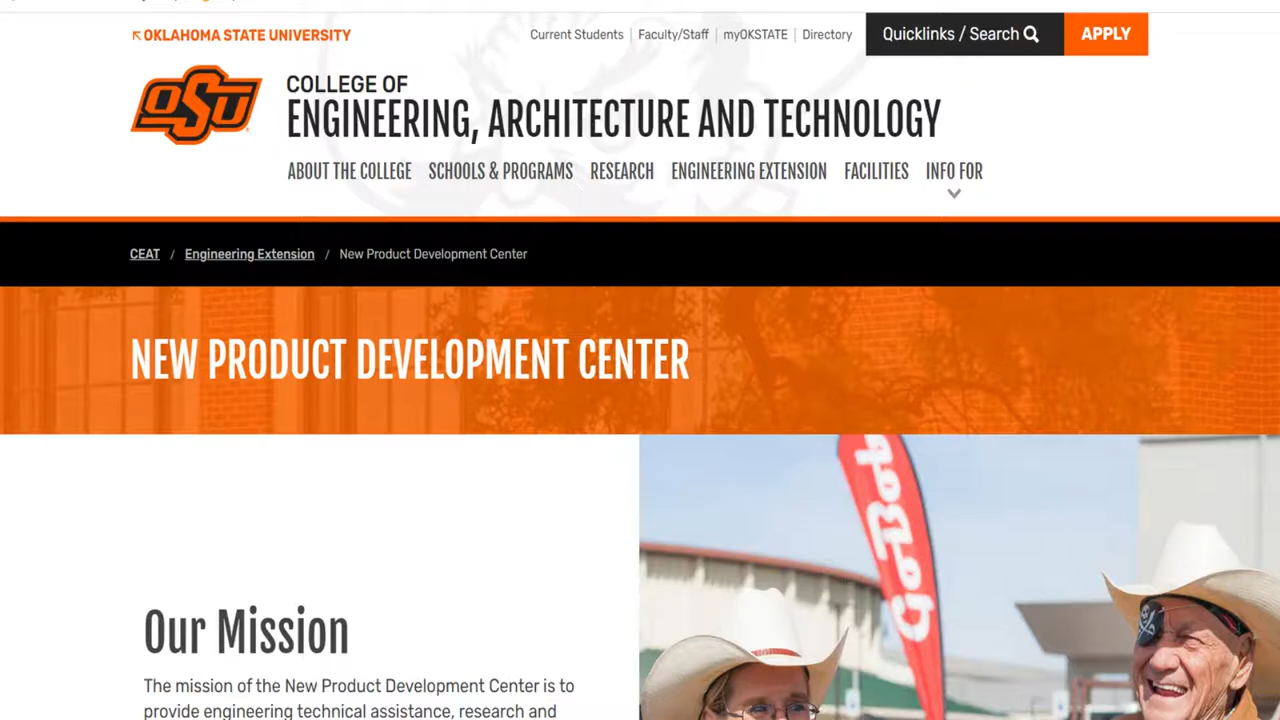 OKLAHOMA STATE UNIVERSITY
Current Students | Faculty/Staff | myOKSTATE | Directory
Quicklinks / Search
APPLY
OSU
COLLEGE OF
ENGINEERING, ARCHITECTURE AND TECHNOLOGY
ABOUT THE COLLEGE SCHOOLS & PROGRAMS RESEARCH ENGINEERING EXTENSION FACILITIES INFO FOR
CEAT / Engineering Extension / New Product Development Center
NEW PRODUCT DEVELOPMENT CENTER
Our Mission
The mission of the New Product Development Center is to
provide engineering technical assistance, research and